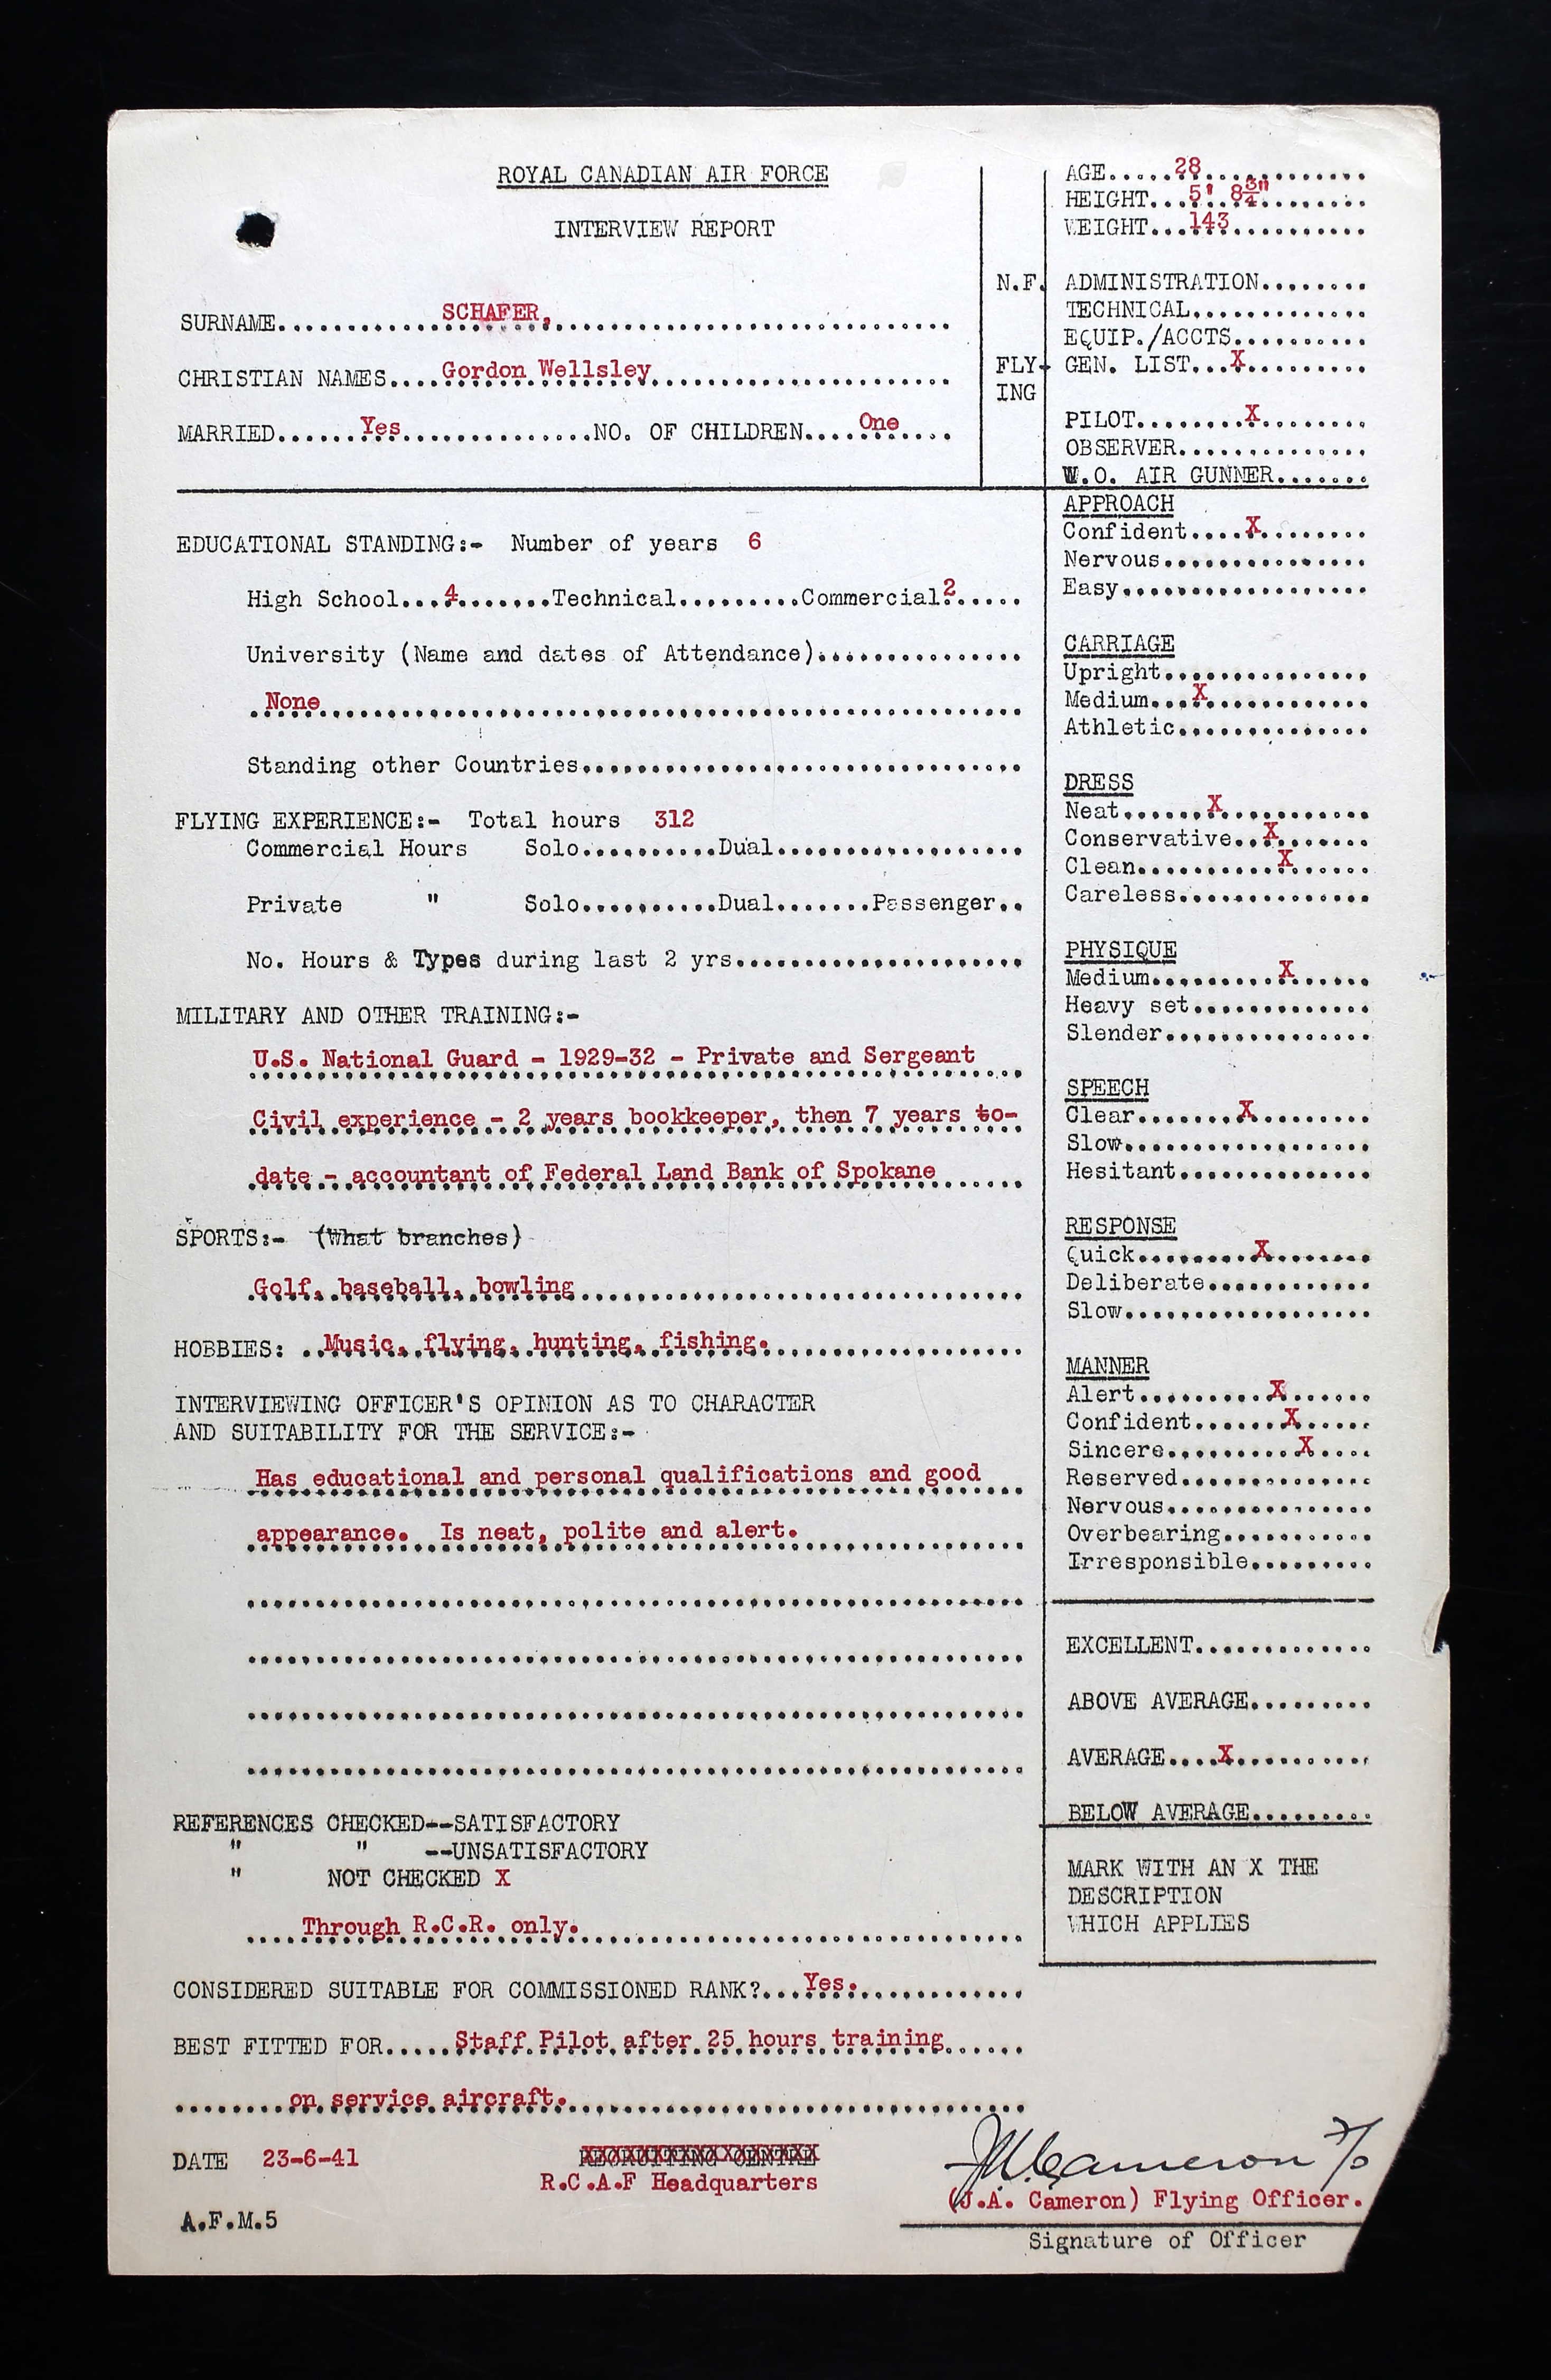 ROYAL CANADIAN AIR FORCE
INTERVIEW REPORT
SURNAME............SCHAFER,..................................
CHRISTIAN NAMES....Gordon Wellsley......................
MARRIED......Yes..............NO. OF CHILDREN....One....
EDUCATIONAL STANDING:- Number of years 6
High School....4.......Technical.........Commercial.2.....
University (Name and dates of Attendance)...............
.None...................................................
Standing other Countries................................
FLYING EXPERIENCE:- Total hours 312
Commercial Hours Solo..........Dual..................
Private " Solo..........Dual.......Passenger..
No. Hours & Types during last 2 yrs.....................
MILITARY AND OTHER TRAINING:-
U.S. National Guard - 1929-32 - Private and Sergeant
Civil experience - 2 years bookkeeper, then 7 years to-
date - accountant of Federal Land Bank of Spokane......
SPORTS:- (What branches)
Golf, baseball, bowling................................
HOBBIES: ..Music, flying, hunting, fishing...................
INTERVIEWING OFFICER'S OPINION AS TO CHARACTER
AND SUITABILITY FOR THE SERVICE:-
Has educational and personal qualifications and good
appearance. Is neat, polite and alert.
REFERENCES CHECKED--SATISFACTORY
" " --UNSATISFACTORY
" NOT CHECKED X
....Through R.C.R. only.................................
CONSIDERED SUITABLE FOR COMMISSIONED RANK?...Yes.............
BEST FITTED FOR.....Staff Pilot after 25 hours training......
........on service aircraft..................................
DATE 23-6-41
RECRUITING CENTRE
R.C.A.F Headquarters
A.F.M.5
AGE.....28............
HEIGHT...5' 8¾"........
WEIGHT...143..........
N.F. ADMINISTRATION........
TECHNICAL.............
EQUIP./ACCTS..........
FLY- GEN. LIST...X.........
ING
PILOT........X........
OBSERVER..............
W.O. AIR GUNNER.......
APPROACH
Confident....X........
Nervous...............
Easy..................
CARRIAGE
Upright...............
Medium...X............
Athletic..............
DRESS
Neat......X...........
Conservative..X.......
Clean..........X......
Careless..............
PHYSIQUE
Medium.........X......
Heavy set.............
Slender...............
SPEECH
Clear.......X.........
Slow..................
Hesitant..............
RESPONSE
Quick........X........
Deliberate............
Slow..................
MANNER
Alert.........X.......
Confident......X......
Sincere.........X.....
Reserved..............
Nervous...............
Overbearing...........
Irresponsible.........
EXCELLENT.............
ABOVE AVERAGE.........
AVERAGE....X..........
BELOW AVERAGE.........
MARK WITH AN X THE
DESCRIPTION
WHICH APPLIES
JACameron F/O
(J.A. Cameron) Flying Officer.
Signature of Officer